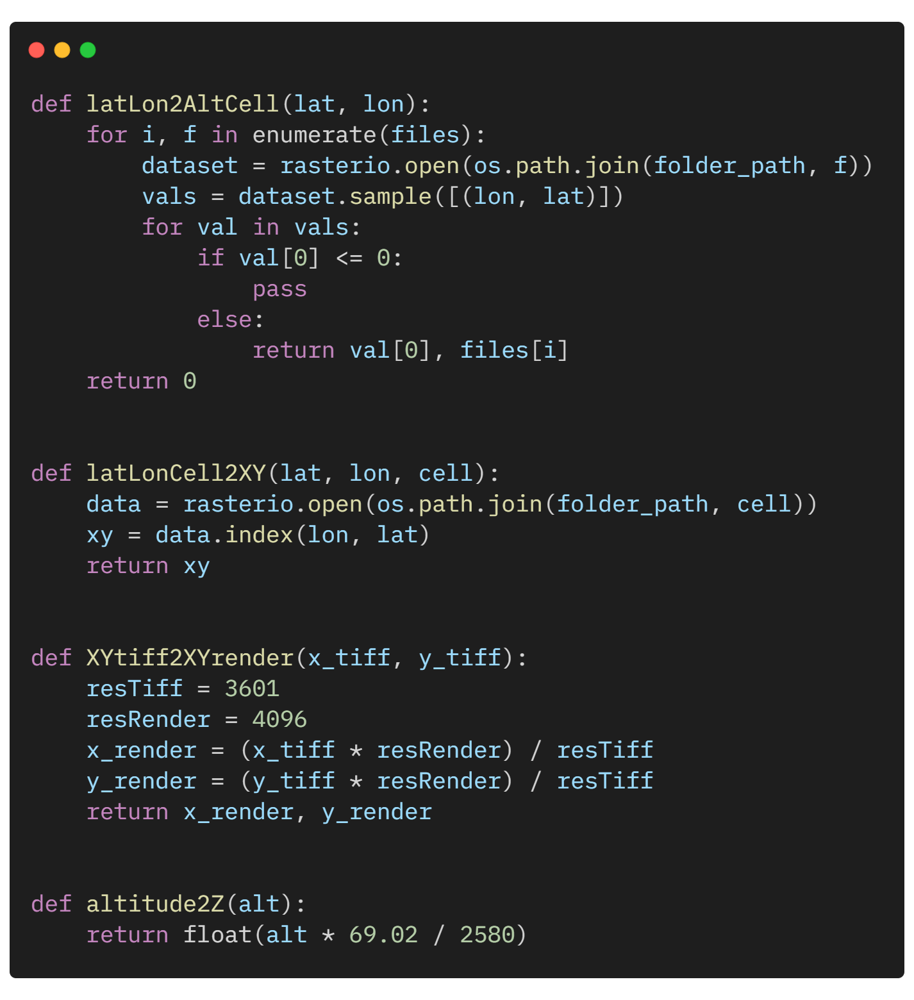 def latLon2AltCell(lat, lon):
    for i, f in enumerate(files):
        dataset = rasterio.open(os.path.join(folder_path, f))
        vals = dataset.sample([(lon, lat)])
        for val in vals:
            if val[0] <= 0:
                pass
            else:
                return val[0], files[i]
    return 0


def latLonCell2XY(lat, lon, cell):
    data = rasterio.open(os.path.join(folder_path, cell))
    xy = data.index(lon, lat)
    return xy


def XYtiff2XYrender(x_tiff, y_tiff):
    resTiff = 3601
    resRender = 4096
    x_render = (x_tiff * resRender) / resTiff
    y_render = (y_tiff * resRender) / resTiff
    return x_render, y_render


def altitude2Z(alt):
    return float(alt * 69.02 / 2580)